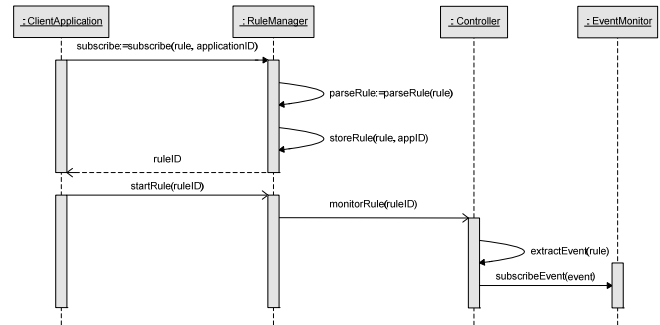 : ClientApplication
: RuleManager
: Controller
: EventMonitor
subscribe:=subscribe(rule, applicationID)
parseRule:=parseRule(rule)
storeRule(rule, appID)
ruleID
startRule(ruleID)
monitorRule(ruleID)
extractEvent(rule)
subscribeEvent(event)